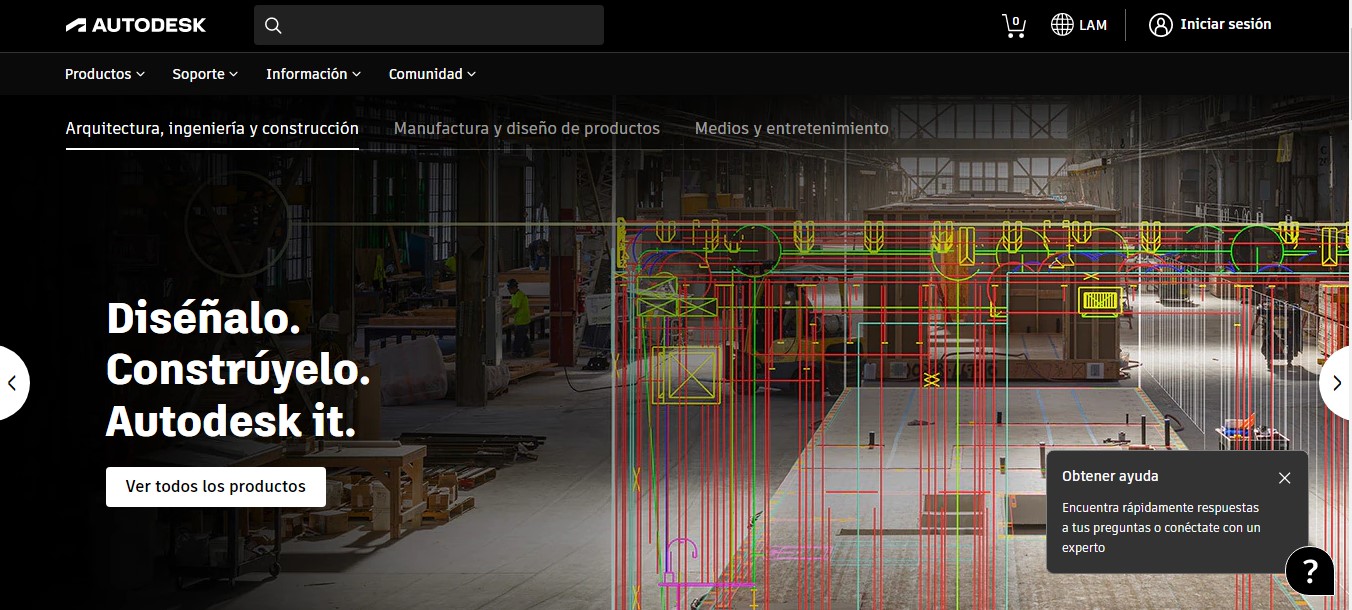 AUTODESK
0
LAM
Iniciar sesión
Productos
Soporte
Información
Comunidad
Arquitectura, ingeniería y construcción
Manufactura y diseño de productos
Medios y entretenimiento
Diséñalo.
Constrúyelo.
Autodesk it.
Ver todos los productos
Obtener ayuda
Encuentra rápidamente respuestas
a tus preguntas o conéctate con un
experto
?